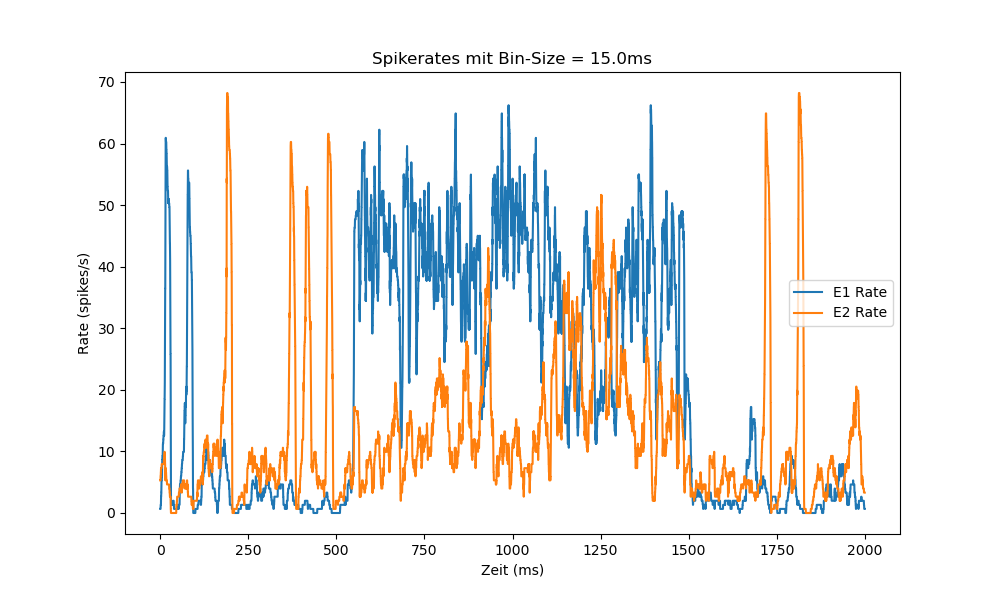 Spikerates mit Bin-Size = 15.0ms
70
60
50
40
30
20
10
0
Rate (spikes/s)
E1 Rate
E2 Rate
0 250 500 750 1000 1250 1500 1750 2000
Zeit (ms)